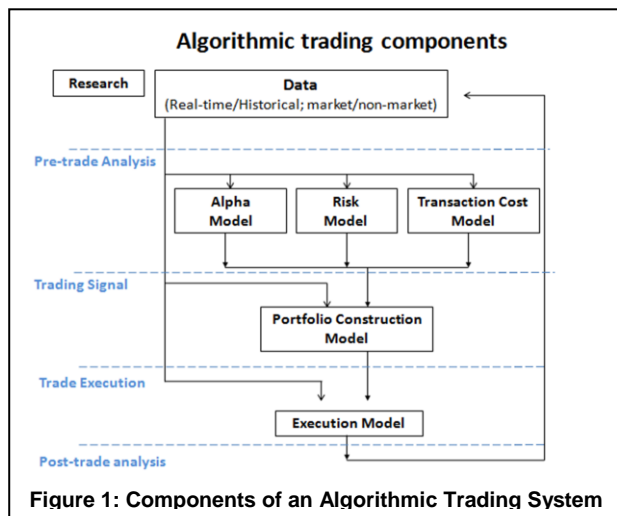 Algorithmic trading components
Research
Data
(Real-time/Historical; market/non-market)
Pre-trade Analysis
Alpha
Model
Risk
Model
Transaction Cost
Model
Trading Signal
Portfolio Construction
Model
Trade Execution
Execution Model
Post-trade analysis
Figure 1: Components of an Algorithmic Trading System